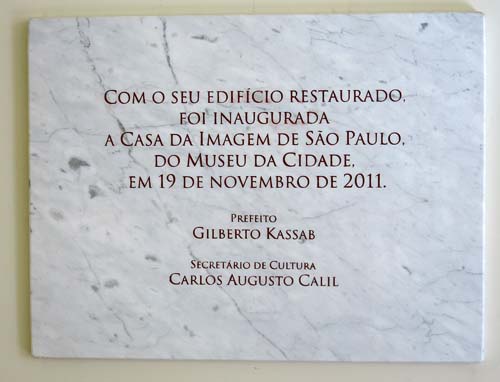 COM O SEU EDIFÍCIO RESTAURADO,
FOI INAUGURADA
A CASA DA IMAGEM DE SÃO PAULO,
DO MUSEU DA CIDADE,
EM 19 DE NOVEMBRO DE 2011.
PREFEITO
GILBERTO KASSAB
SECRETÁRIO DE CULTURA
CARLOS AUGUSTO CALIL